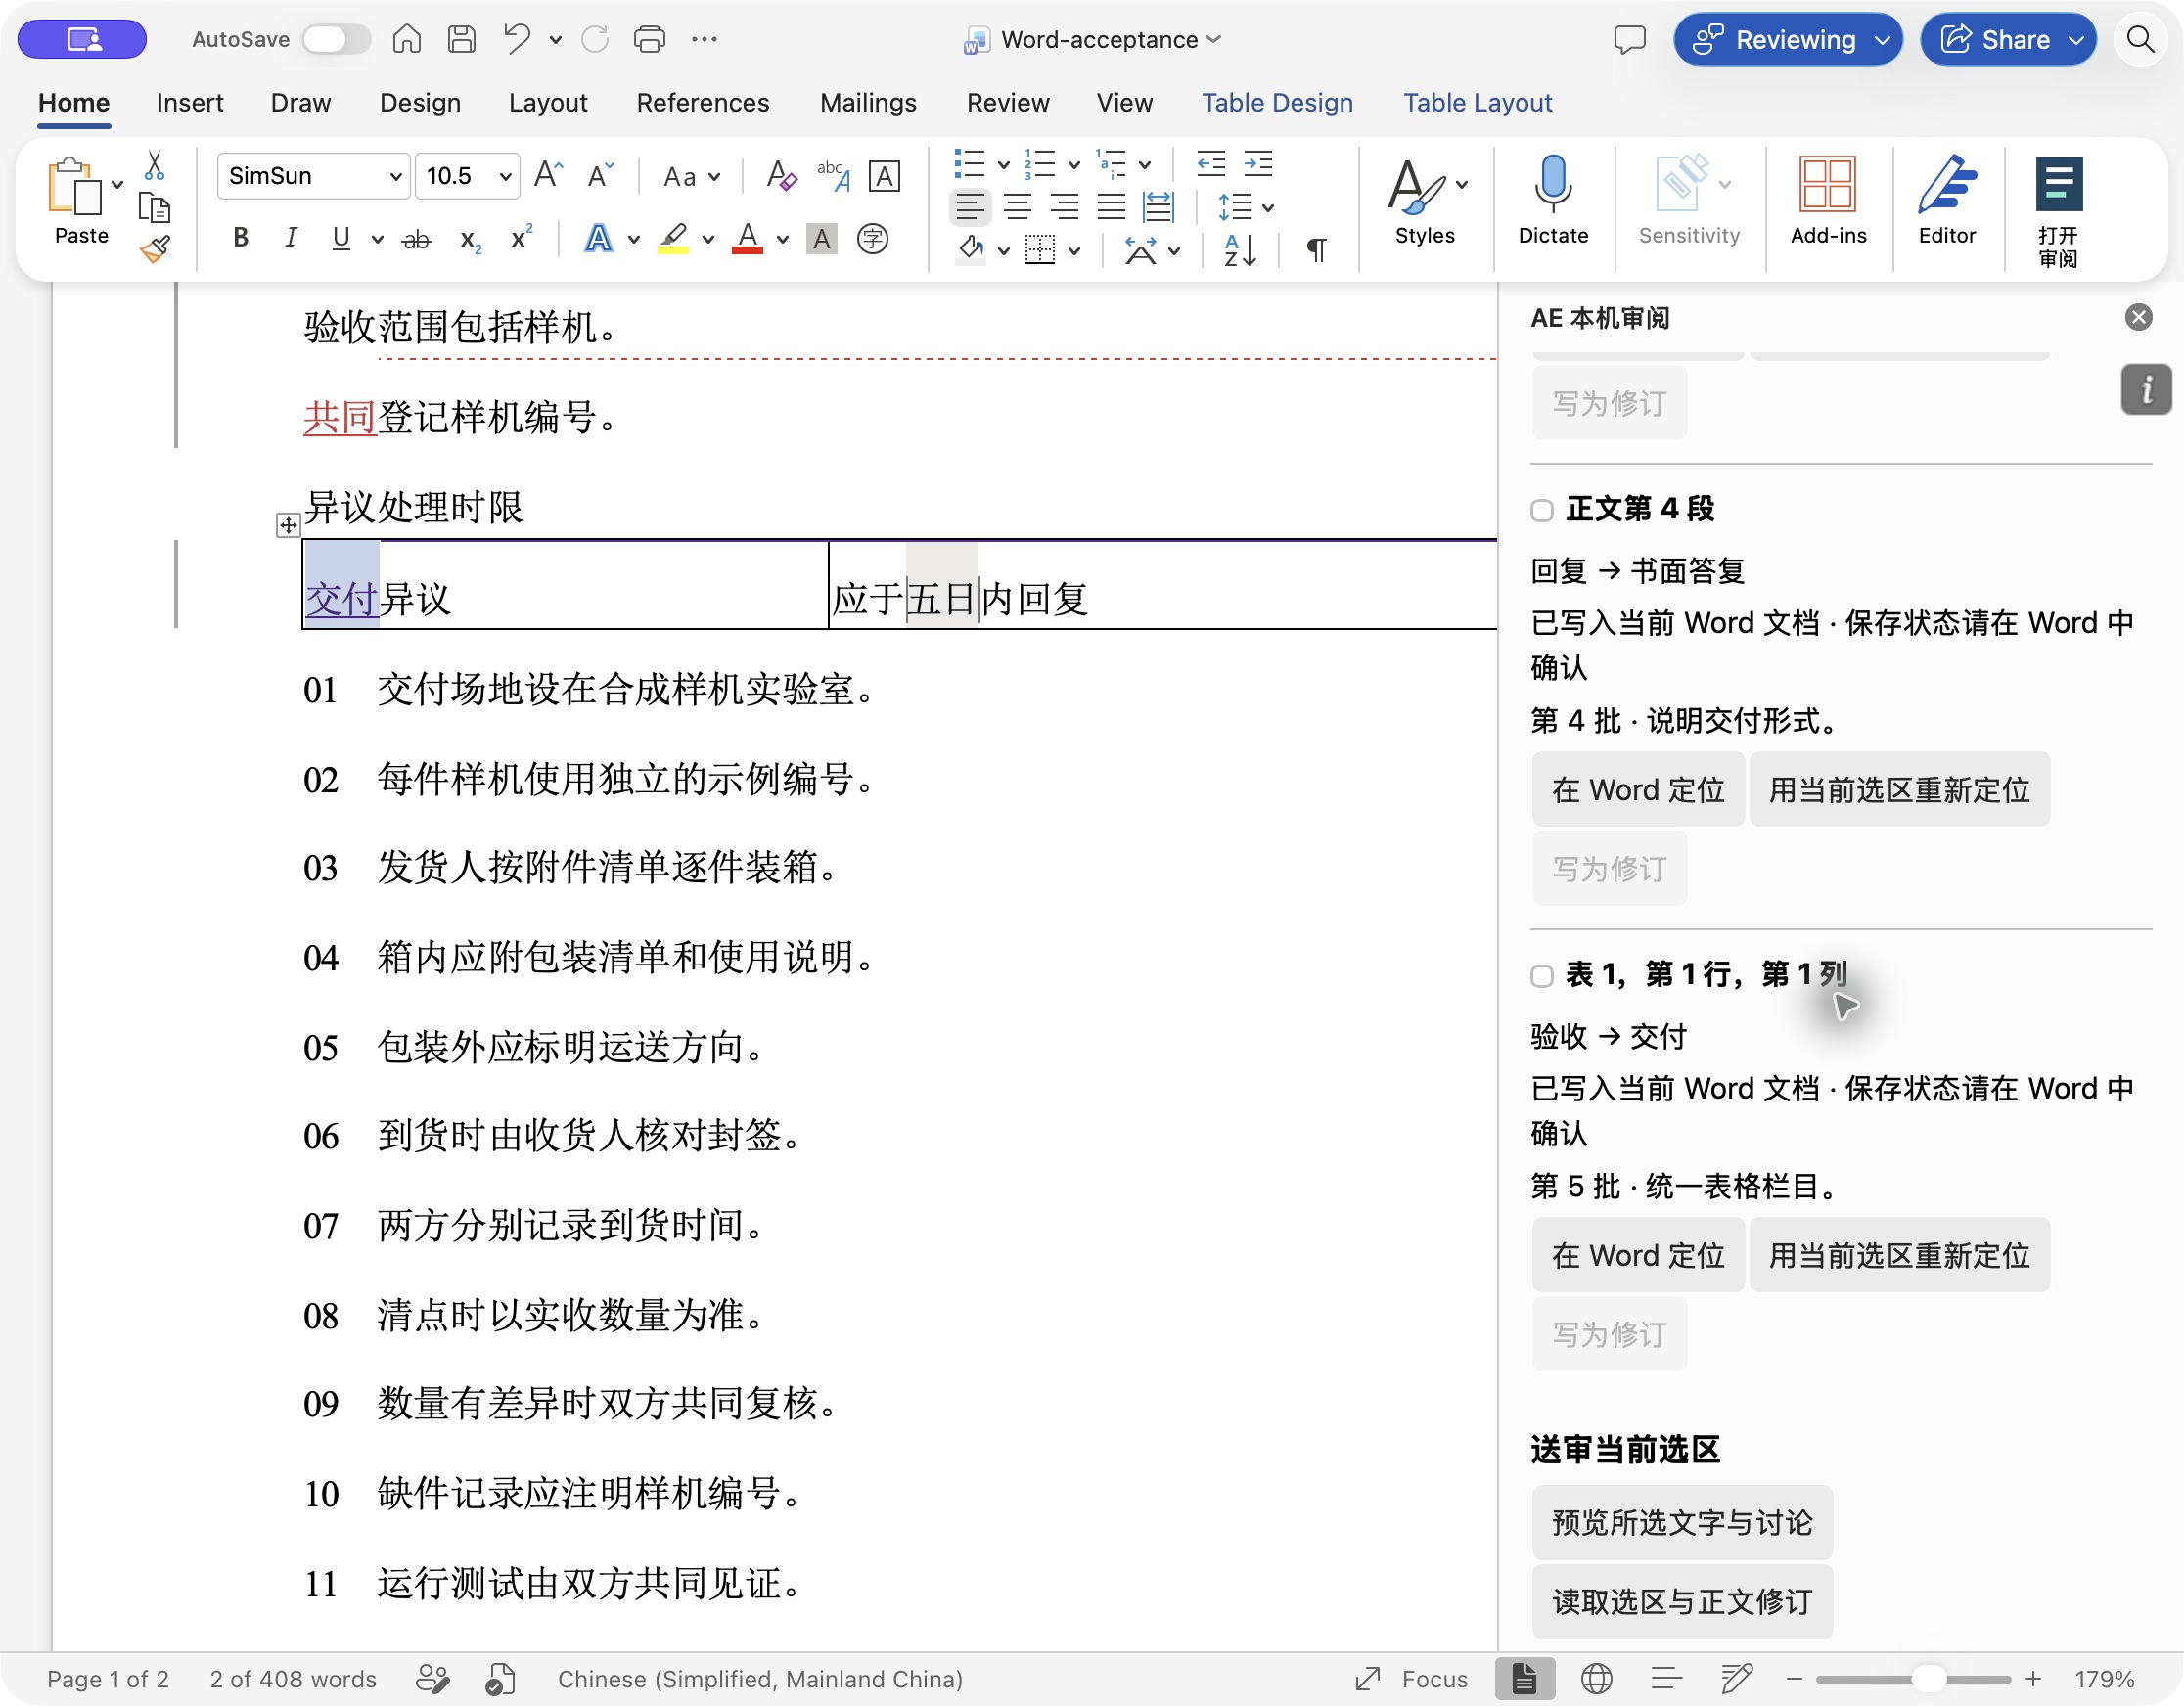 AutoSave
Word-acceptance
Reviewing
Share
Home Insert Draw Design Layout References Mailings Review View Table Design Table Layout
Paste
SimSun
10.5
Styles
Dictate
Sensitivity
Add-ins
Editor
打开
审阅
验收范围包括样机。
共同登记样机编号。
异议处理时限
交付异议 应于五日内回复
01 交付场地设在合成样机实验室。
02 每件样机使用独立的示例编号。
03 发货人按附件清单逐件装箱。
04 箱内应附包装清单和使用说明。
05 包装外应标明运送方向。
06 到货时由收货人核对封签。
07 两方分别记录到货时间。
08 清点时以实收数量为准。
09 数量有差异时双方共同复核。
10 缺件记录应注明样机编号。
11 运行测试由双方共同见证。
AE 本机审阅
写为修订
正文第 4 段
回复 → 书面答复
已写入当前 Word 文档 · 保存状态请在 Word 中
确认
第 4 批 · 说明交付形式。
在 Word 定位 用当前选区重新定位
写为修订
表 1，第 1 行，第 1 列
验收 → 交付
已写入当前 Word 文档 · 保存状态请在 Word 中
确认
第 5 批 · 统一表格栏目。
在 Word 定位 用当前选区重新定位
写为修订
送审当前选区
预览所选文字与讨论
读取选区与正文修订
Page 1 of 2 2 of 408 words Chinese (Simplified, Mainland China) Focus 179%